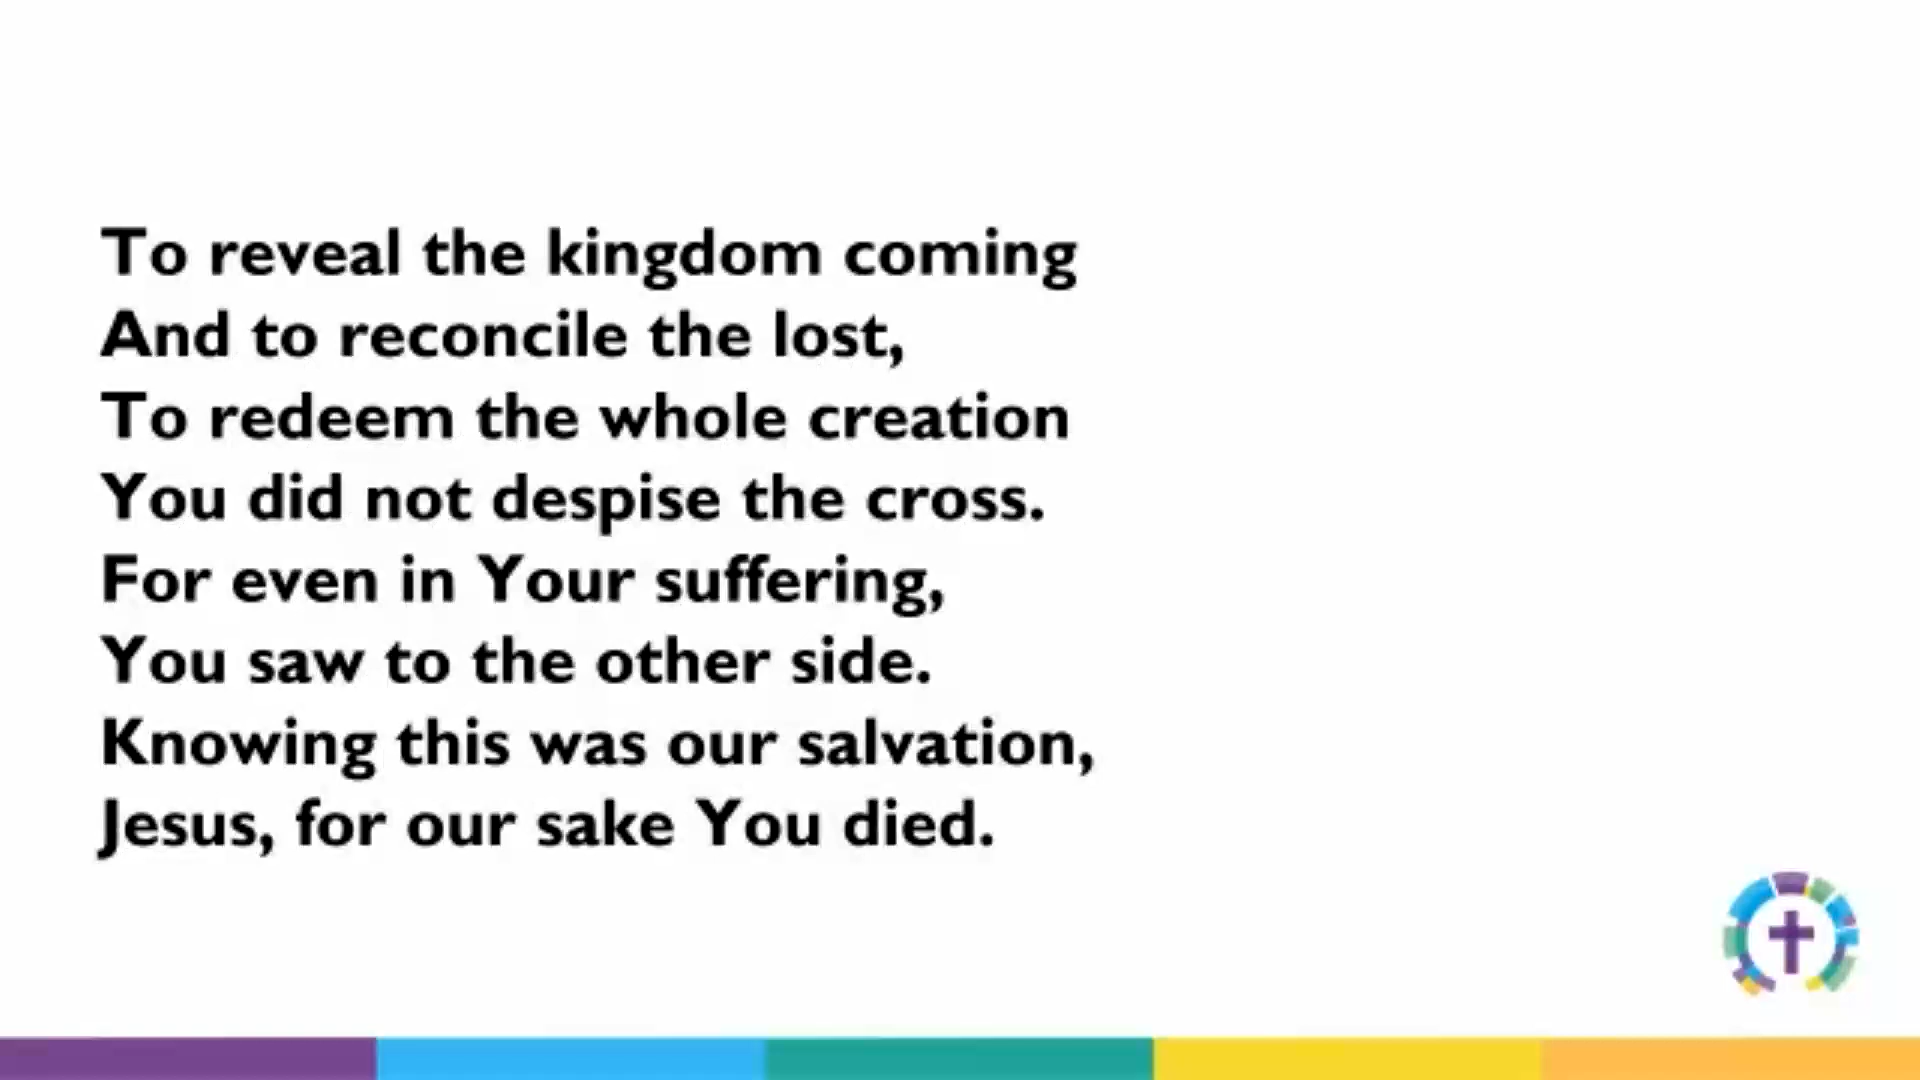 To reveal the kingdom coming
And to reconcile the lost,
To redeem the whole creation
You did not despise the cross.
For even in Your suffering,
You saw to the other side.
Knowing this was our salvation,
Jesus, for our sake You died.